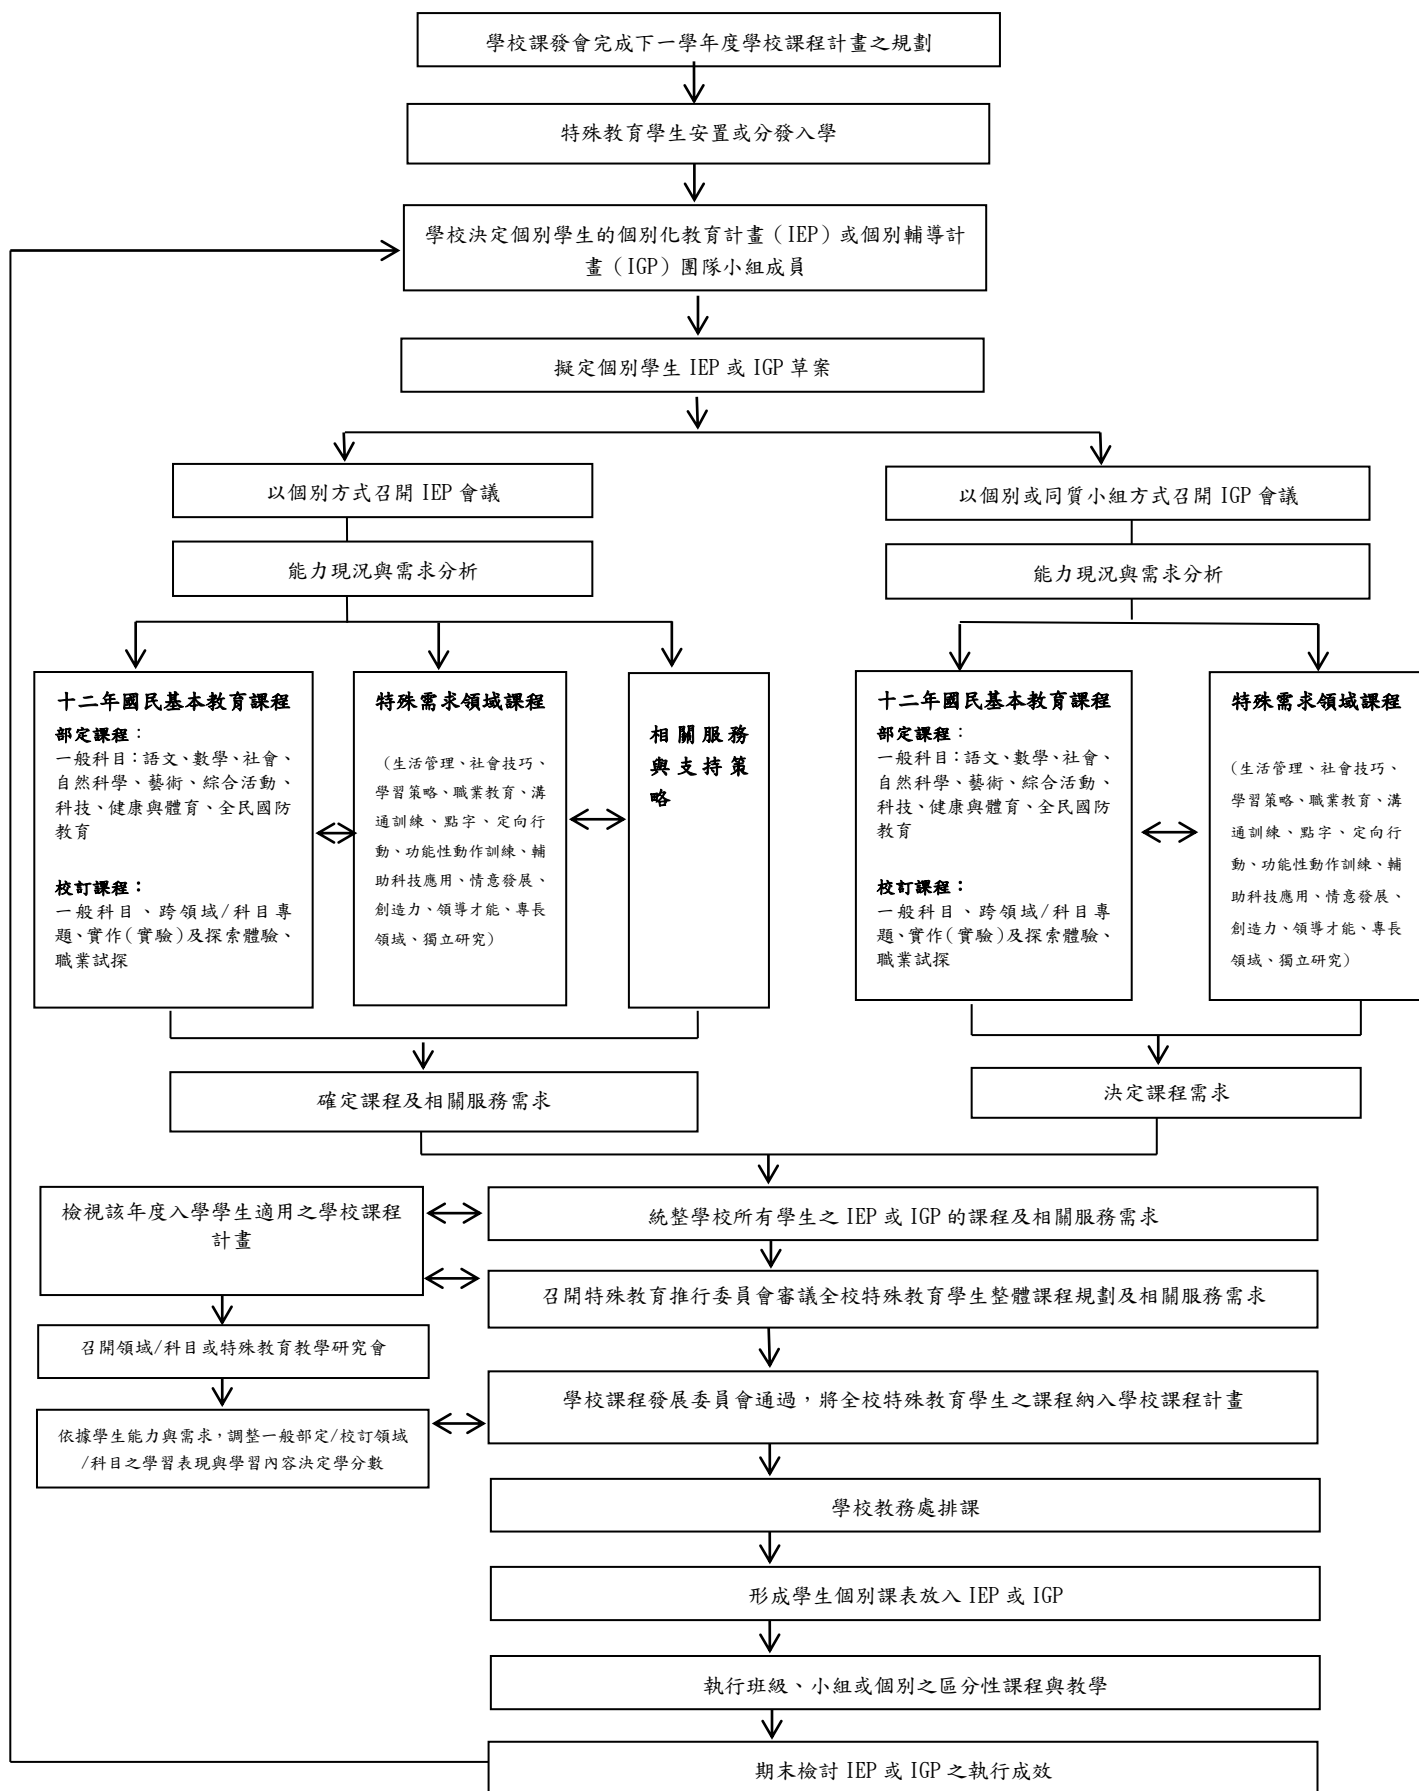 學校課發會完成下一學年度學校課程計畫之規劃
特殊教育學生安置或分發入學
學校決定個別學生的個別化教育計畫（IEP）或個別輔導計
畫（IGP）團隊小組成員
擬定個別學生 IEP 或 IGP 草案
以個別方式召開 IEP 會議
能力現況與需求分析
十二年國民基本教育課程
部定課程：
一般科目：語文、數學、社會、
自然科學、藝術、綜合活動、
科技、健康與體育、全民國防
教育
校訂課程：
一般科目、跨領域/科目專
題、實作(實驗)及探索體驗、
職業試探
特殊需求領域課程
（生活管理、社會技巧、
學習策略、職業教育、溝
通訓練、點字、定向行
動、功能性動作訓練、輔
助科技應用、情意發展、
創造力、領導才能、專長
領域、獨立研究）
相關服務
與支持策
略
確定課程及相關服務需求
以個別或同質小組方式召開 IGP 會議
能力現況與需求分析
十二年國民基本教育課程
部定課程：
一般科目：語文、數學、社會、
自然科學、藝術、綜合活動、
科技、健康與體育、全民國防
教育
校訂課程：
一般科目、跨領域/科目專
題、實作(實驗)及探索體驗、
職業試探
特殊需求領域課程
（生活管理、社會技巧、
學習策略、職業教育、溝
通訓練、點字、定向行
動、功能性動作訓練、輔
助科技應用、情意發展、
創造力、領導才能、專長
領域、獨立研究）
決定課程需求
檢視該年度入學學生適用之學校課程
計畫
統整學校所有學生之 IEP 或 IGP 的課程及相關服務需求
召開特殊教育推行委員會審議全校特殊教育學生整體課程規劃及相關服務需求
召開領域/科目或特殊教育教學研究會
學校課程發展委員會通過，將全校特殊教育學生之課程納入學校課程計畫
依據學生能力與需求，調整一般部定/校訂領域
/科目之學習表現與學習內容決定學分數
學校教務處排課
形成學生個別課表放入 IEP 或 IGP
執行班級、小組或個別之區分性課程與教學
期末檢討 IEP 或 IGP 之執行成效